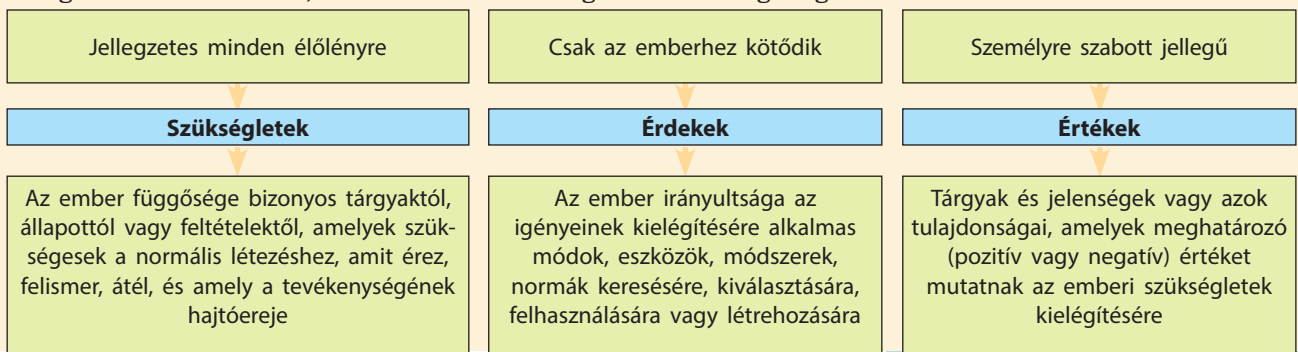 Jellegzetes minden élőlényre
Csak az emberhez kötődik
Személyre szabott jellegű
Szükségletek
Érdekek
Értékek
Az ember függősége bizonyos tárgyaktól,
állapottól vagy feltételektől, amelyek szük-
ségesek a normális létezéshez, amit érez,
felismer, átél, és amely a tevékenységének
hajtóereje
Az ember irányultsága az
igényeinek kielégítésére alkalmas
módok, eszközök, módszerek,
normák keresésére, kiválasztására,
felhasználására vagy létrehozására
Tárgyak és jelenségek vagy azok
tulajdonságai, amelyek meghatározó
(pozitív vagy negatív) értéket
mutatnak az emberi szükségletek
kielégítésére